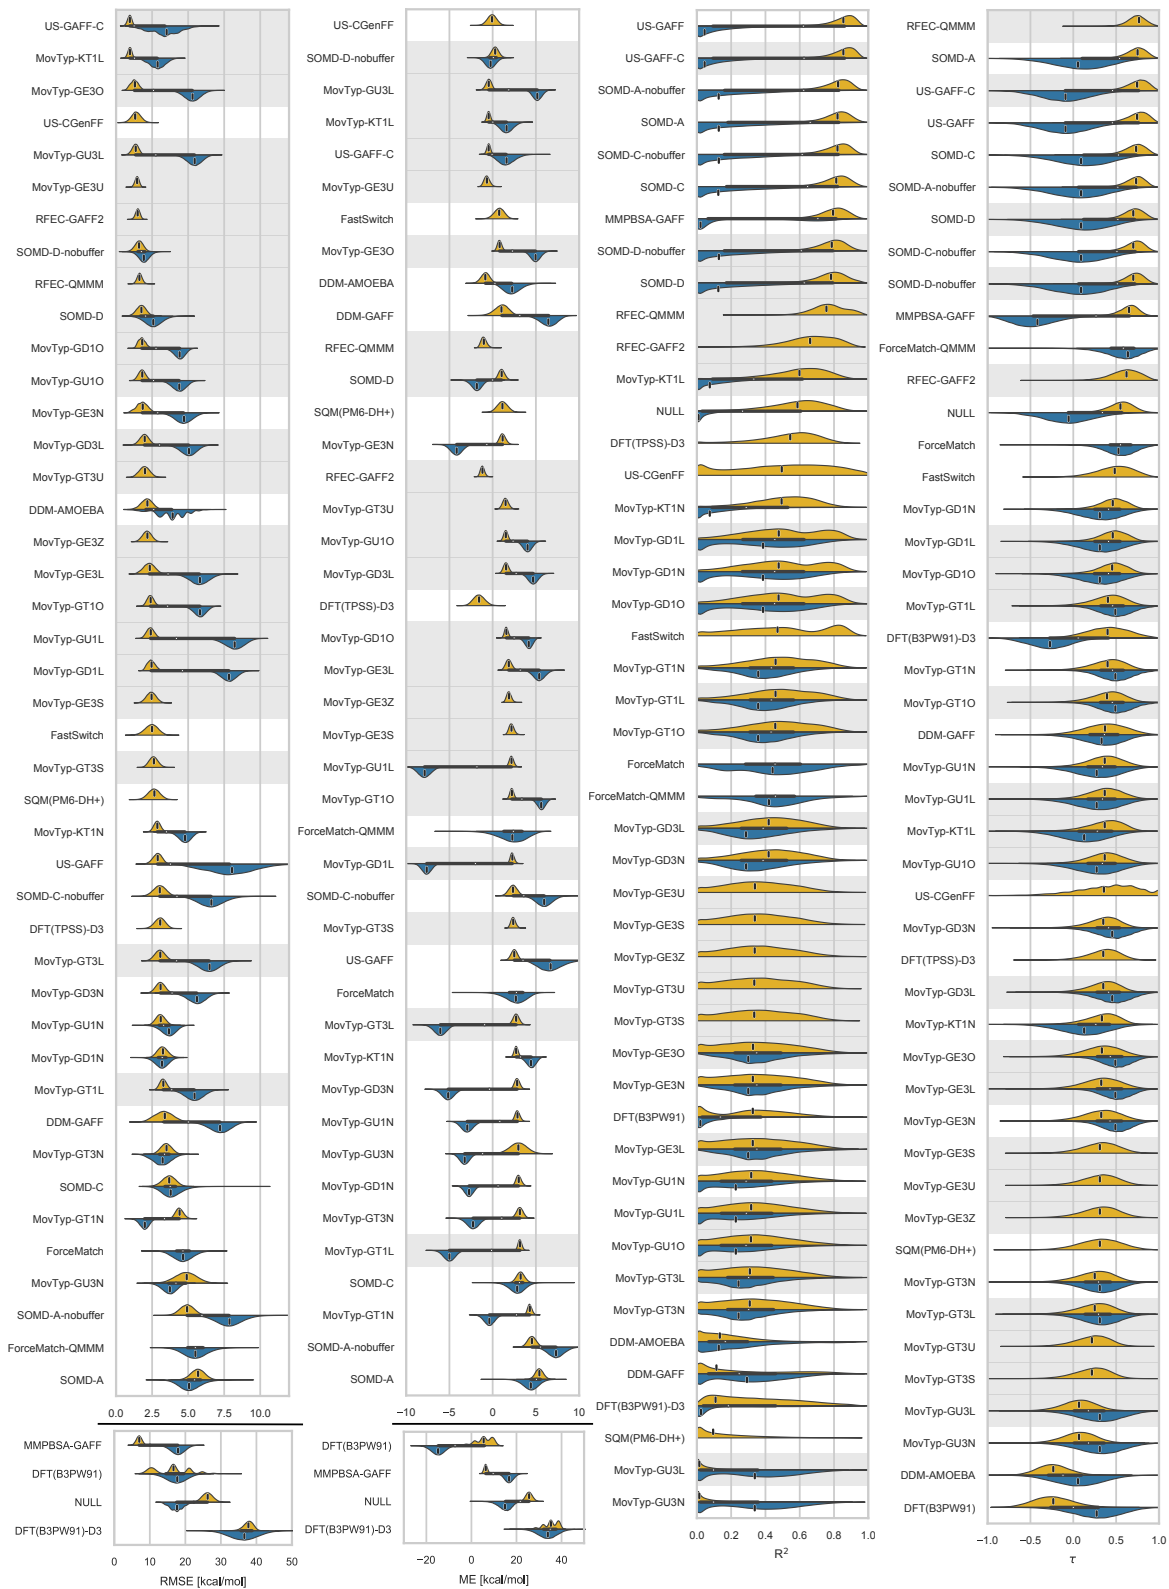 US-GAFF-C
MovTyp-KT1L
MovTyp-GE3O
US-CGenFF
MovTyp-GU3L
MovTyp-GE3U
RFEC-GAFF2
SOMD-D-nobuffer
RFEC-QMMM
SOMD-D
MovTyp-GD1O
MovTyp-GU1O
MovTyp-GE3N
MovTyp-GD3L
MovTyp-GT3U
DDM-AMOEBA
MovTyp-GE3Z
MovTyp-GE3L
MovTyp-GT1O
MovTyp-GU1L
MovTyp-GD1L
MovTyp-GE3S
FastSwitch
MovTyp-GT3S
SQM(PM6-DH+)
MovTyp-KT1N
US-GAFF
SOMD-C-nobuffer
DFT(TPSS)-D3
MovTyp-GT3L
MovTyp-GD3N
MovTyp-GU1N
MovTyp-GD1N
MovTyp-GT1L
DDM-GAFF
MovTyp-GT3N
SOMD-C
MovTyp-GT1N
ForceMatch
MovTyp-GU3N
SOMD-A-nobuffer
ForceMatch-QMMM
SOMD-A
0.0 2.5 5.0 7.5 10.0
MMPBSA-GAFF
DFT(B3PW91)
NULL
DFT(B3PW91)-D3
0 10 20 30 40 50
RMSE [kcal/mol]
US-CGenFF
SOMD-D-nobuffer
MovTyp-GU3L
MovTyp-KT1L
US-GAFF-C
MovTyp-GE3U
FastSwitch
MovTyp-GE3O
DDM-AMOEBA
DDM-GAFF
RFEC-QMMM
SOMD-D
SQM(PM6-DH+)
MovTyp-GE3N
RFEC-GAFF2
MovTyp-GT3U
MovTyp-GU1O
MovTyp-GD3L
DFT(TPSS)-D3
MovTyp-GD1O
MovTyp-GE3L
MovTyp-GE3Z
MovTyp-GE3S
MovTyp-GU1L
MovTyp-GT1O
ForceMatch-QMMM
MovTyp-GD1L
SOMD-C-nobuffer
MovTyp-GT3S
US-GAFF
ForceMatch
MovTyp-GT3L
MovTyp-KT1N
MovTyp-GD3N
MovTyp-GU1N
MovTyp-GU3N
MovTyp-GD1N
MovTyp-GT3N
MovTyp-GT1L
SOMD-C
MovTyp-GT1N
SOMD-A-nobuffer
SOMD-A
−10 −5 0 5 10
DFT(B3PW91)
MMPBSA-GAFF
NULL
DFT(B3PW91)-D3
−20 0 20 40
ME [kcal/mol]
US-GAFF
US-GAFF-C
SOMD-A-nobuffer
SOMD-A
SOMD-C-nobuffer
SOMD-C
MMPBSA-GAFF
SOMD-D-nobuffer
SOMD-D
RFEC-QMMM
RFEC-GAFF2
MovTyp-KT1L
NULL
DFT(TPSS)-D3
US-CGenFF
MovTyp-KT1N
MovTyp-GD1L
MovTyp-GD1N
MovTyp-GD1O
FastSwitch
MovTyp-GT1N
MovTyp-GT1L
MovTyp-GT1O
ForceMatch
ForceMatch-QMMM
MovTyp-GD3L
MovTyp-GD3N
MovTyp-GE3U
MovTyp-GE3S
MovTyp-GE3Z
MovTyp-GT3U
MovTyp-GT3S
MovTyp-GE3O
MovTyp-GE3N
DFT(B3PW91)
MovTyp-GE3L
MovTyp-GU1N
MovTyp-GU1L
MovTyp-GU1O
MovTyp-GT3L
MovTyp-GT3N
DDM-AMOEBA
DDM-GAFF
DFT(B3PW91)-D3
SQM(PM6-DH+)
MovTyp-GU3L
MovTyp-GU3N
0.0 0.2 0.4 0.6 0.8 1.0
R²
RFEC-QMMM
SOMD-A
US-GAFF-C
US-GAFF
SOMD-C
SOMD-A-nobuffer
SOMD-D
SOMD-C-nobuffer
SOMD-D-nobuffer
MMPBSA-GAFF
ForceMatch-QMMM
RFEC-GAFF2
NULL
ForceMatch
FastSwitch
MovTyp-GD1N
MovTyp-GD1L
MovTyp-GD1O
MovTyp-GT1L
DFT(B3PW91)-D3
MovTyp-GT1N
MovTyp-GT1O
DDM-GAFF
MovTyp-GU1N
MovTyp-GU1L
MovTyp-KT1L
MovTyp-GU1O
US-CGenFF
MovTyp-GD3N
DFT(TPSS)-D3
MovTyp-GD3L
MovTyp-KT1N
MovTyp-GE3O
MovTyp-GE3L
MovTyp-GE3N
MovTyp-GE3S
MovTyp-GE3U
MovTyp-GE3Z
SQM(PM6-DH+)
MovTyp-GT3N
MovTyp-GT3L
MovTyp-GT3U
MovTyp-GT3S
MovTyp-GU3L
MovTyp-GU3N
DDM-AMOEBA
DFT(B3PW91)
−1.0 −0.5 0.0 0.5 1.0
τ